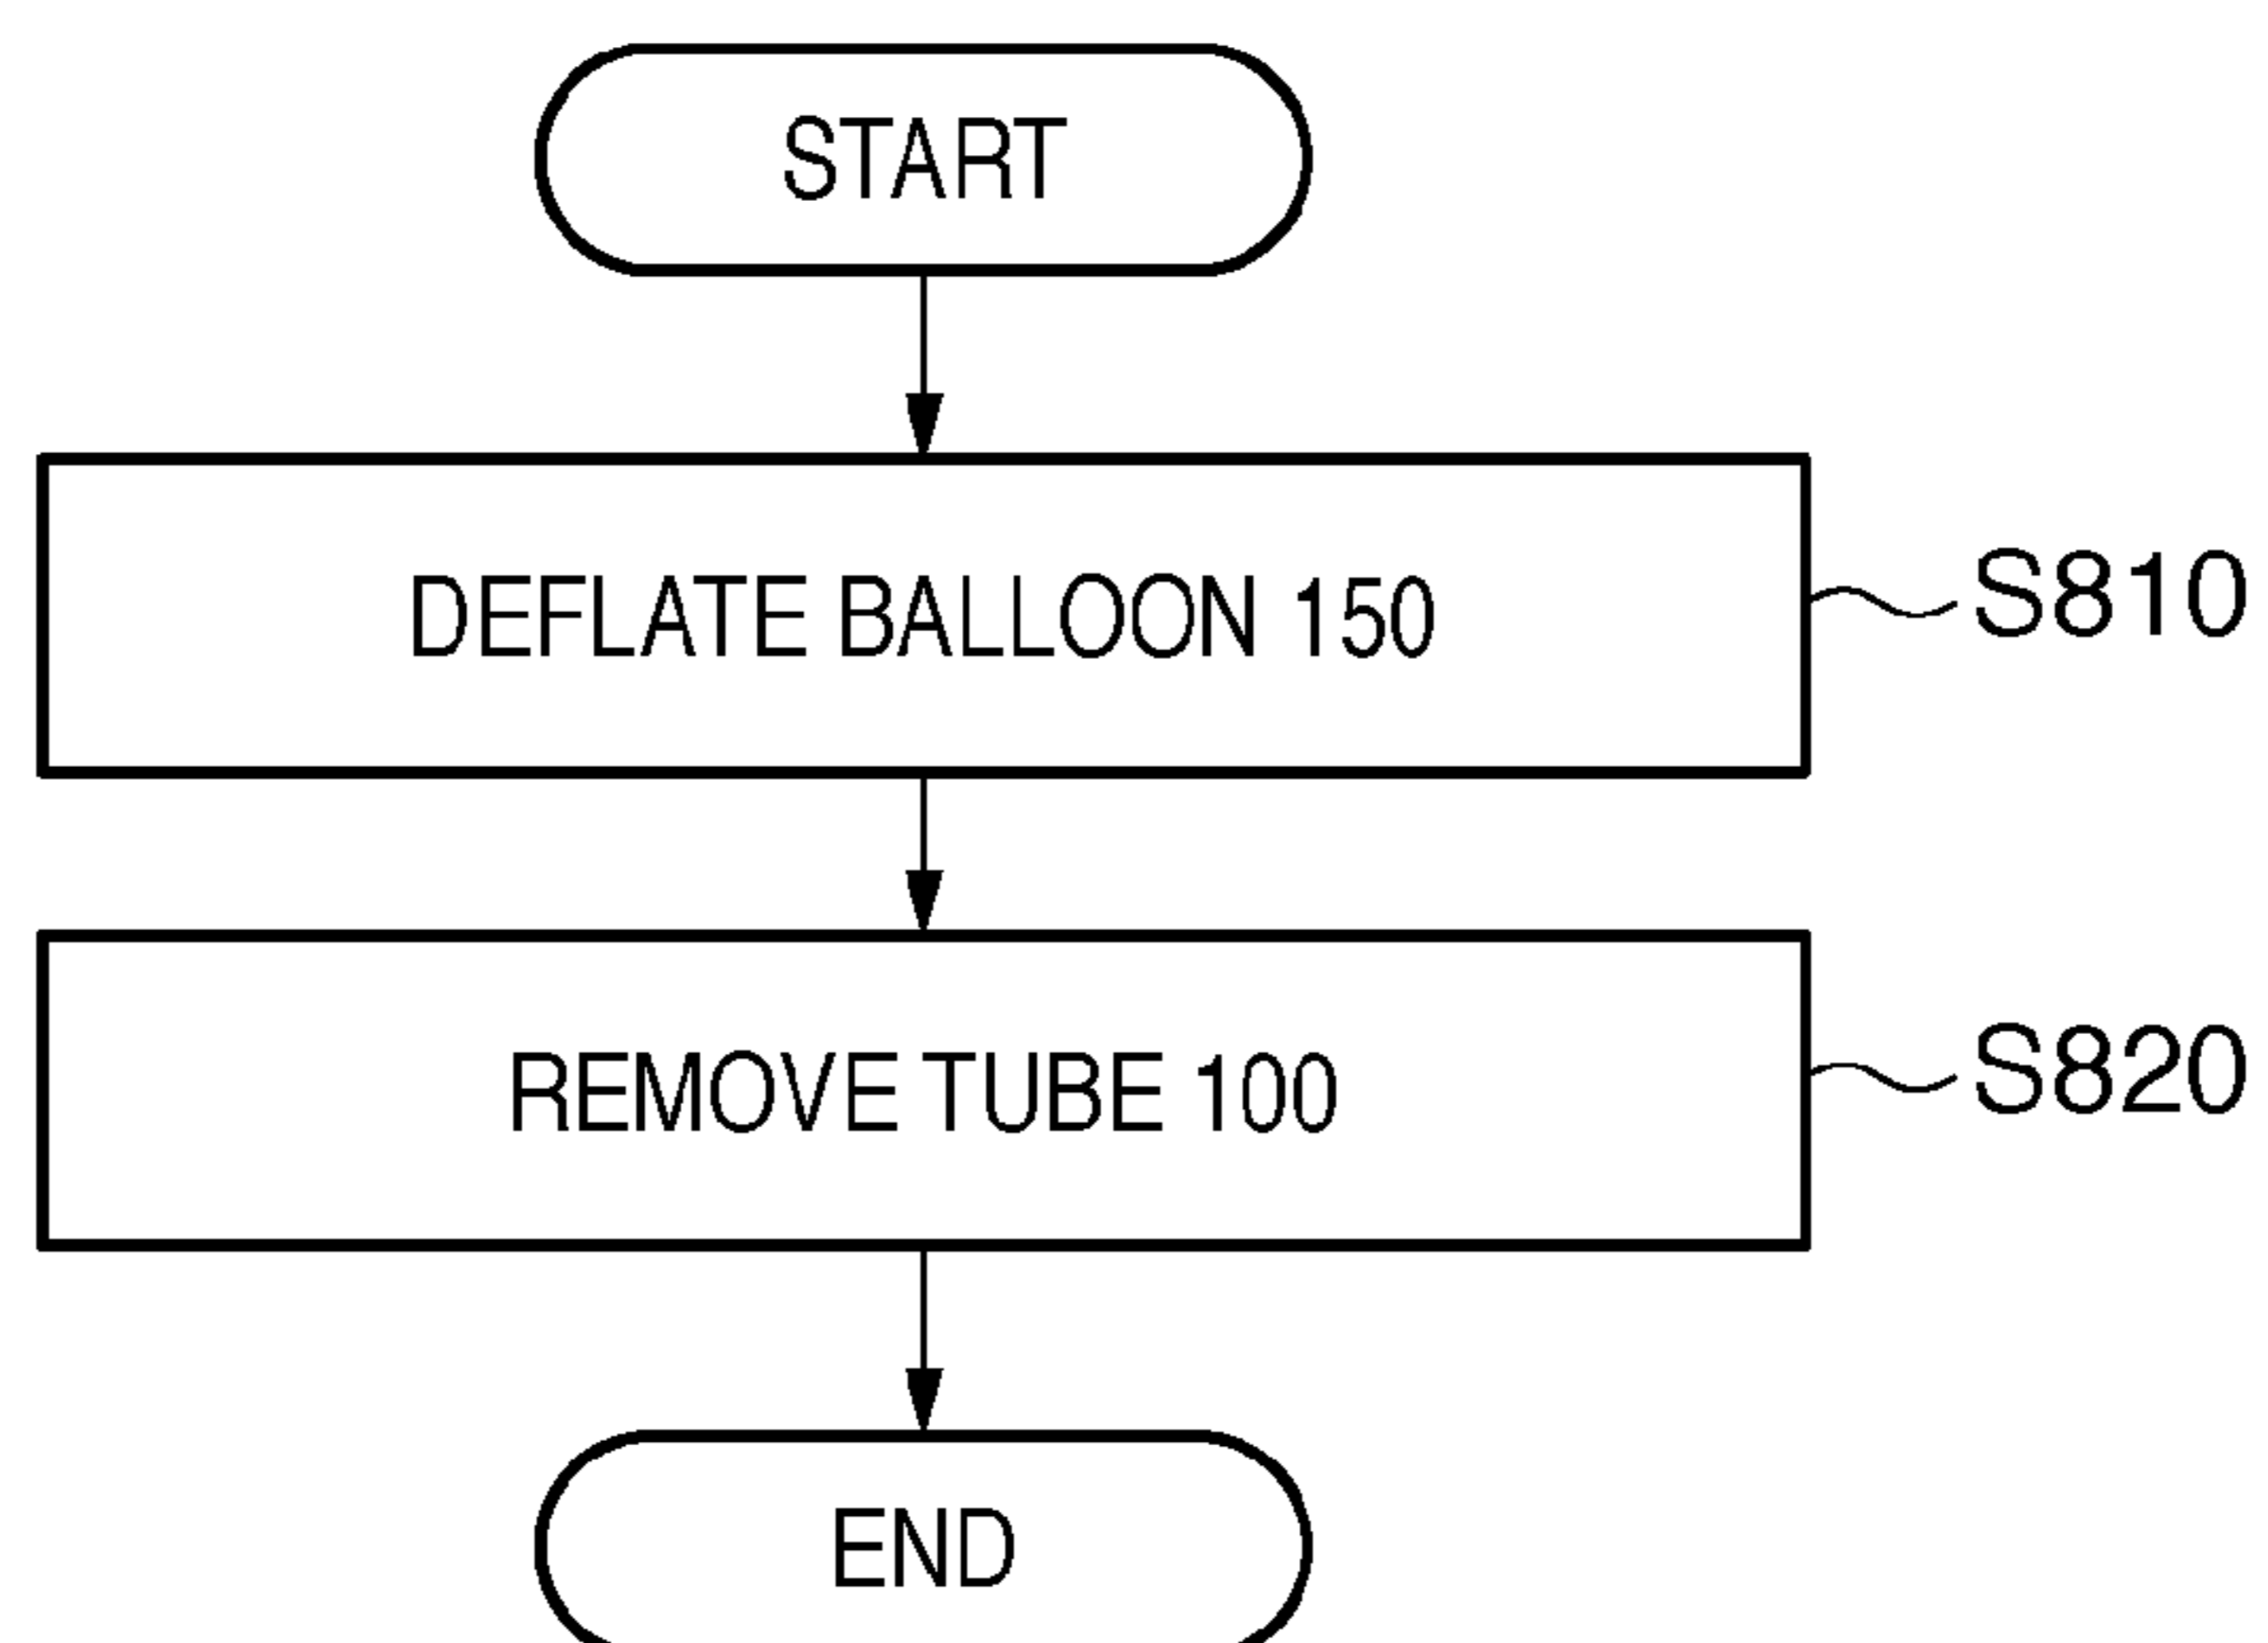 START
DEFLATE BALLOON 150
S810
REMOVE TUBE 100
S820
END